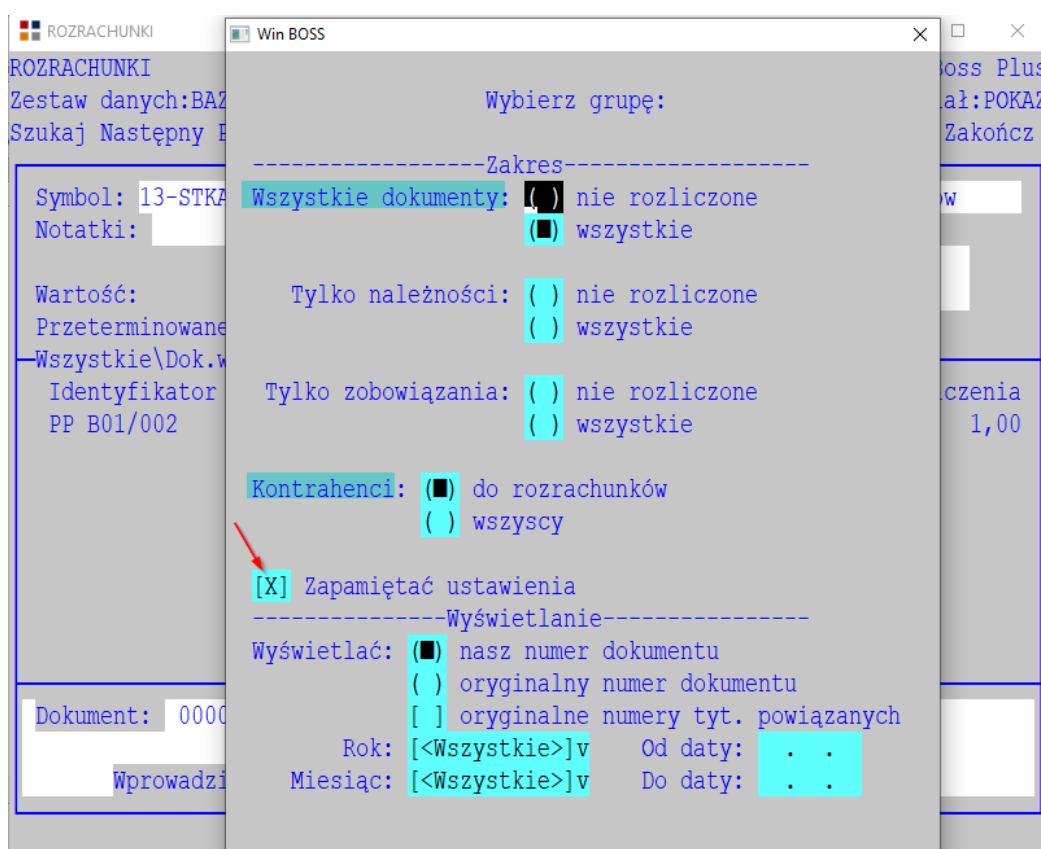 ROZRACHUNKI
Win BOSS
ROZRACHUNKI
Boss Plus
Zestaw danych:BAZ
Wybierz grupę:
ał:POKAZ
Szukaj Następny P
Zakończ
------------------Zakres-------------------
Symbol: 13-STKA
Wszystkie dokumenty: ( ) nie rozliczone
ów
Notatki:
(■) wszystkie
Wartość:
Tylko należności: ( ) nie rozliczone
Przeterminowane
( ) wszystkie
Wszystkie\Dok.w
Identyfikator
Tylko zobowiązania: ( ) nie rozliczone
czenia
PP B01/002
( ) wszystkie
1,00
Kontrahenci: (■) do rozrachunków
( ) wszyscy
[X] Zapamiętać ustawienia
---------------Wyświetlanie----------------
Wyświetlać: (■) nasz numer dokumentu
( ) oryginalny numer dokumentu
Dokument: 0000
[ ] oryginalne numery tyt. powiązanych
Rok: [<Wszystkie>]v Od daty: . .
Wprowadzi
Miesiąc: [<Wszystkie>]v Do daty: . .